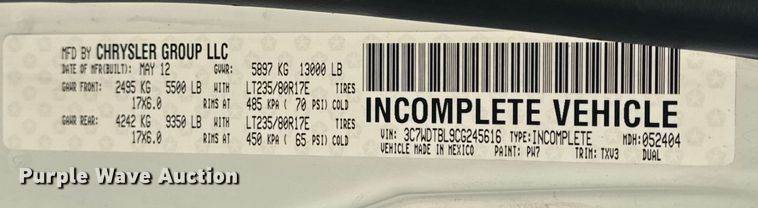 MFD BY CHRYSLER GROUP LLC
DATE OF MFR(BUILT): MAY 12 GVWR: 5897 KG 13000 LB
GAWR FRONT: 2495 KG 5500 LB WITH LT235/80R17E TIRES
17X6.0 RIMS AT 485 KPA ( 70 PSI) COLD
GAWR REAR: 4242 KG 9350 LB WITH LT235/80R17E TIRES
17X6.0 RIMS AT 450 KPA ( 65 PSI) COLD
INCOMPLETE VEHICLE
VIN: 3C7WDTBL9CG245616 TYPE:INCOMPLETE MDH:052404
VEHICLE MADE IN MEXICO PAINT: PW7 TRIM: TXV3 DUAL
Purple Wave Auction